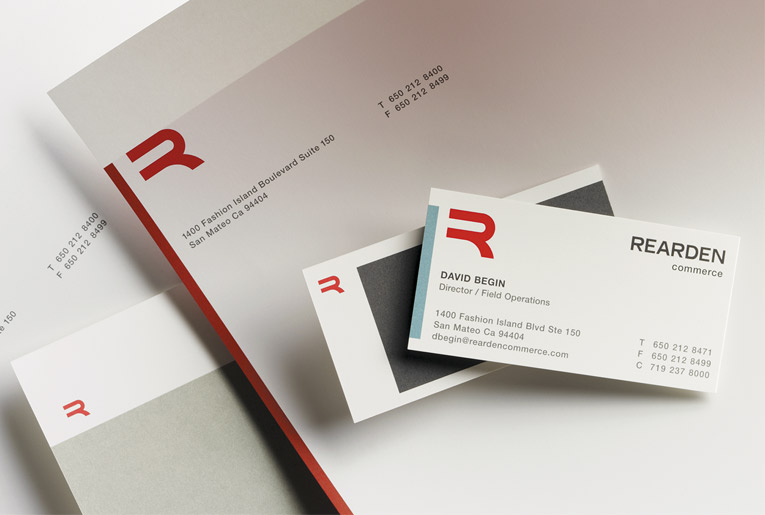 T 650 212 8400
F 650 212 8499
1400 Fashion Island Boulevard Suite 150
San Mateo Ca 94404
T 650 212 8400
F 650 212 8499
150
REARDEN
commerce
DAVID BEGIN
Director / Field Operations
1400 Fashion Island Blvd Ste 150
San Mateo Ca 94404
dbegin@reardencommerce.com
T 650 212 8471
F 650 212 8499
C 719 237 8000